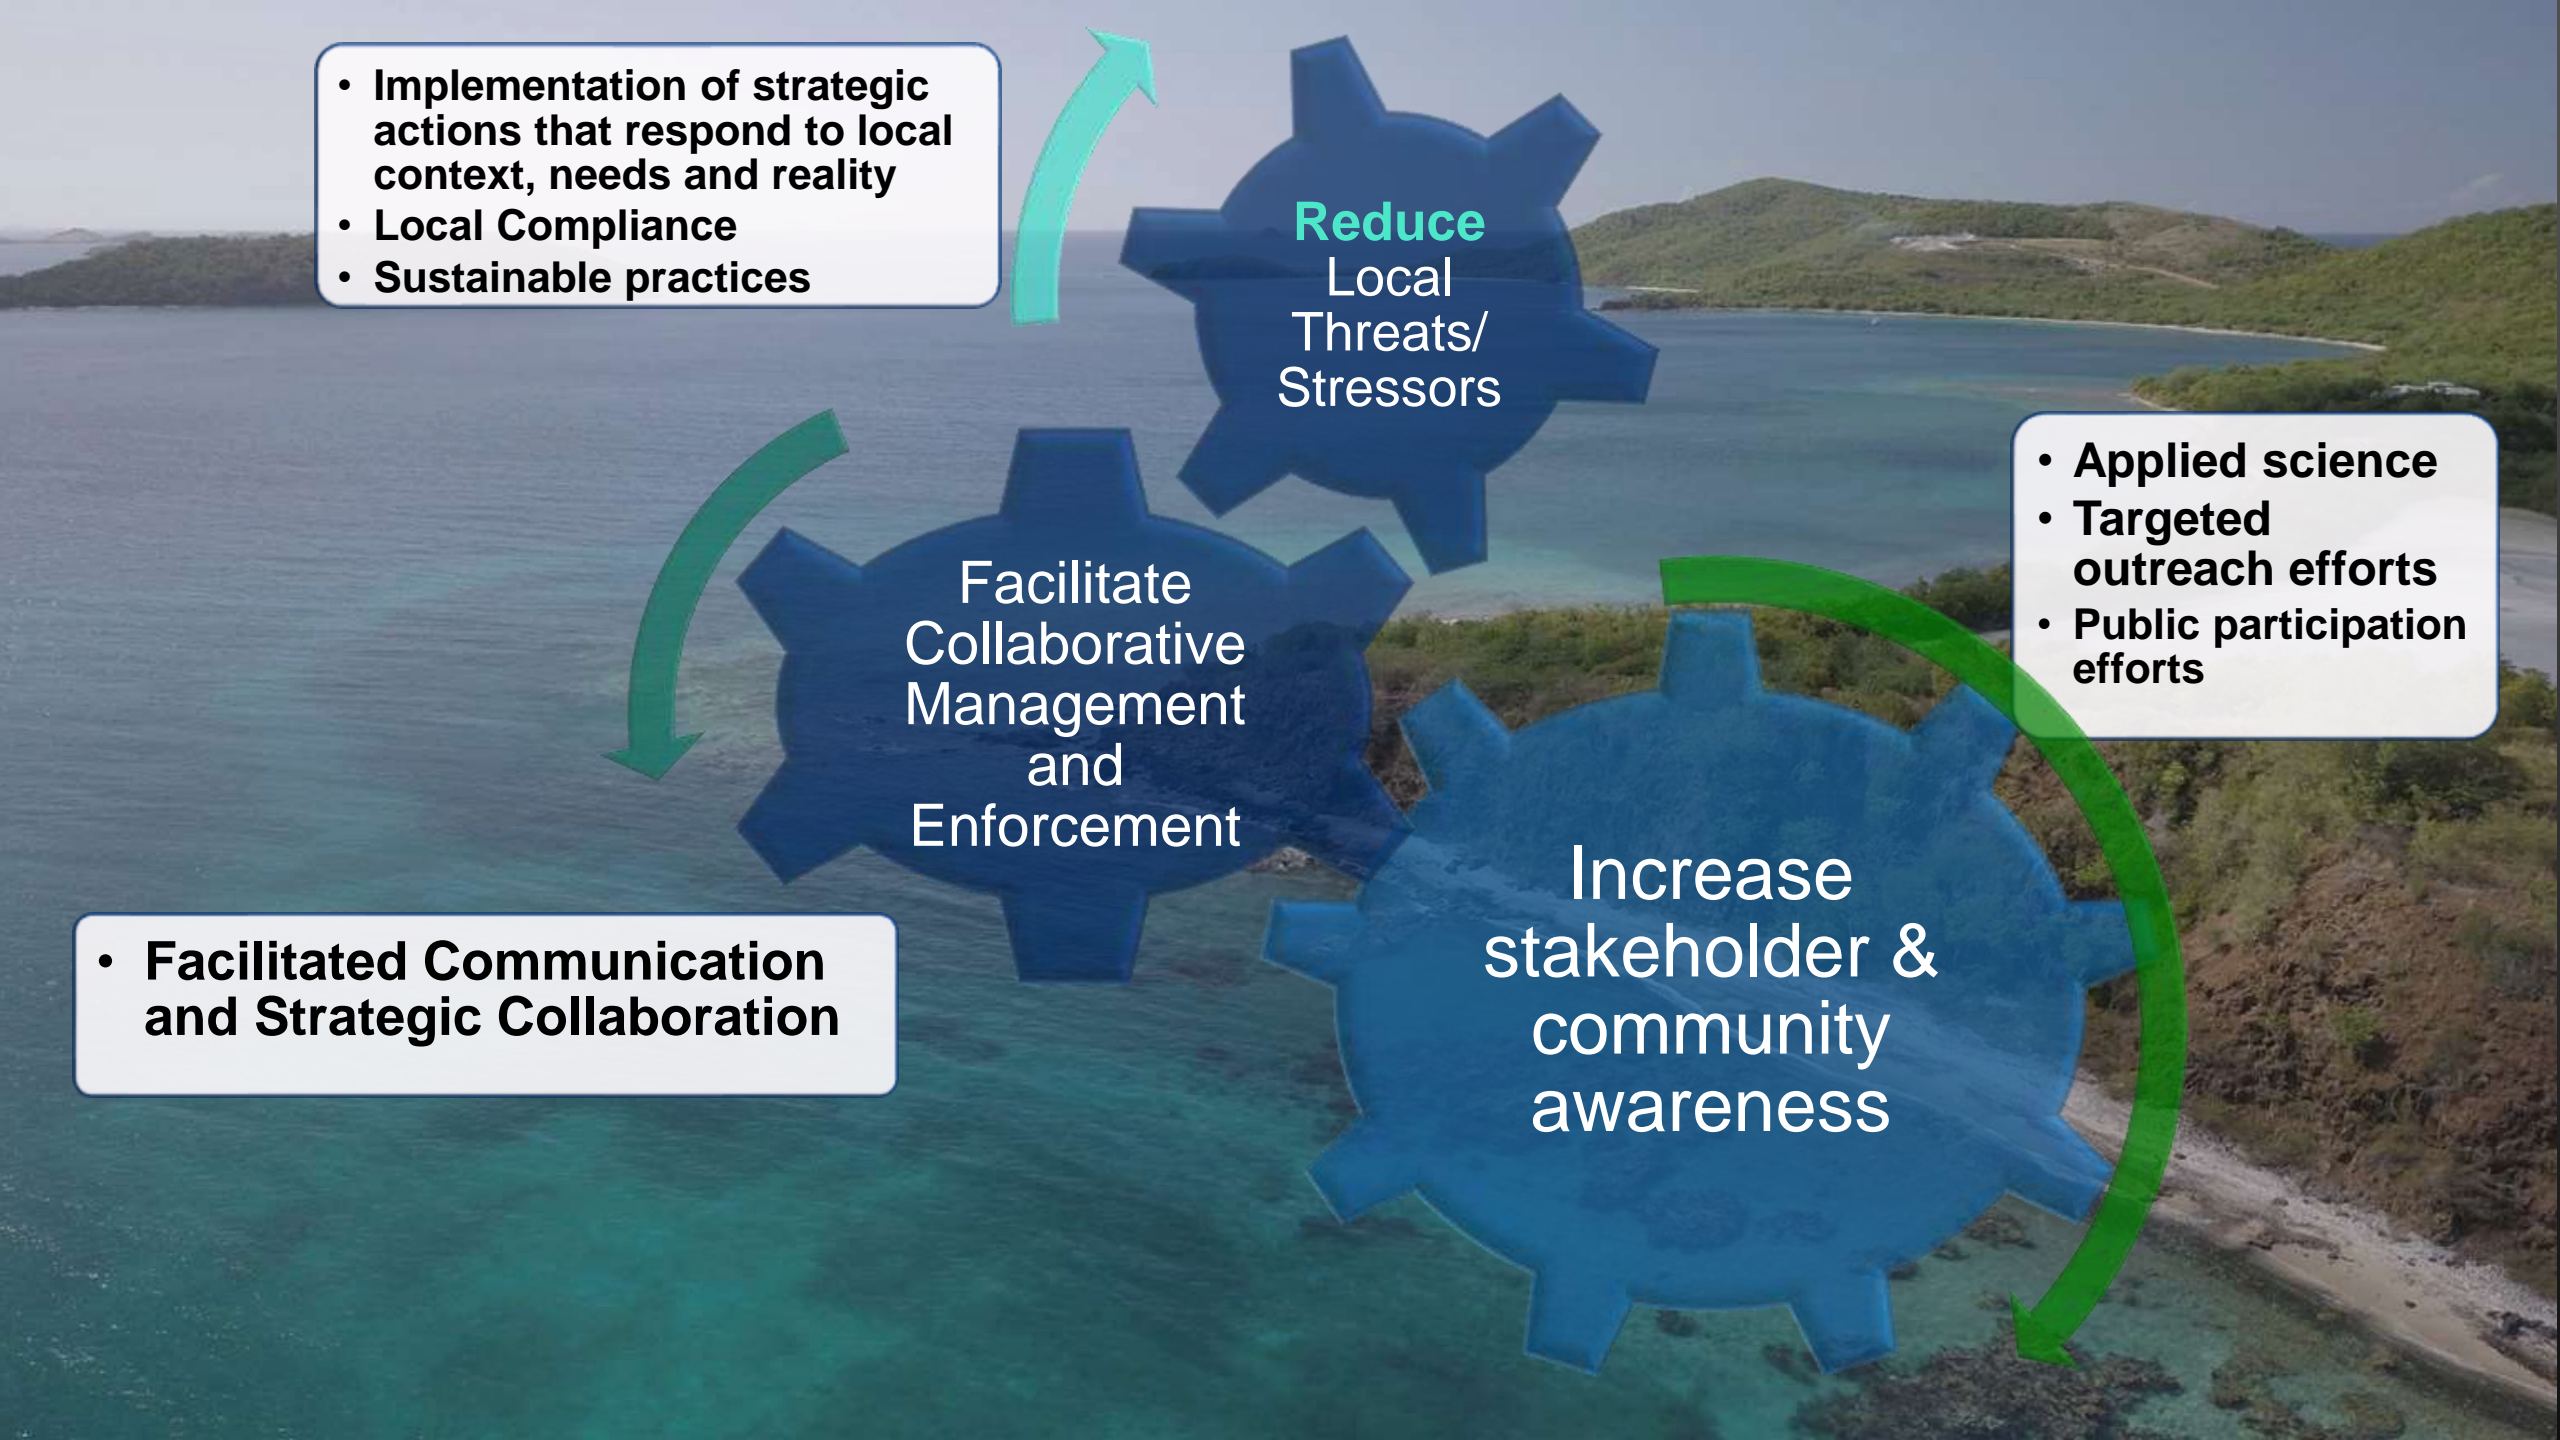 • Implementation of strategic
actions that respond to local
context, needs and reality
• Local Compliance
• Sustainable practices
Reduce
Local
Threats/
Stressors
• Applied science
• Targeted
outreach efforts
• Public participation
efforts
Facilitate
Collaborative
Management
and
Enforcement
Increase
stakeholder &
community
awareness
• Facilitated Communication
and Strategic Collaboration